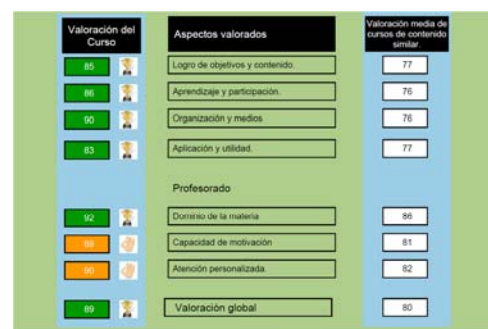 Valoración del
Curso
Aspectos valorados
Valoración media de
cursos de contenido
similar.
85
Logro de objetivos y contenido.
77
86
Aprendizaje y participación.
76
90
Organización y medios
76
83
Aplicación y utilidad.
77
Profesorado
92
Dominio de la materia
86
89
Capacidad de motivación
81
90
Atención personalizada.
82
89
Valoración global
80